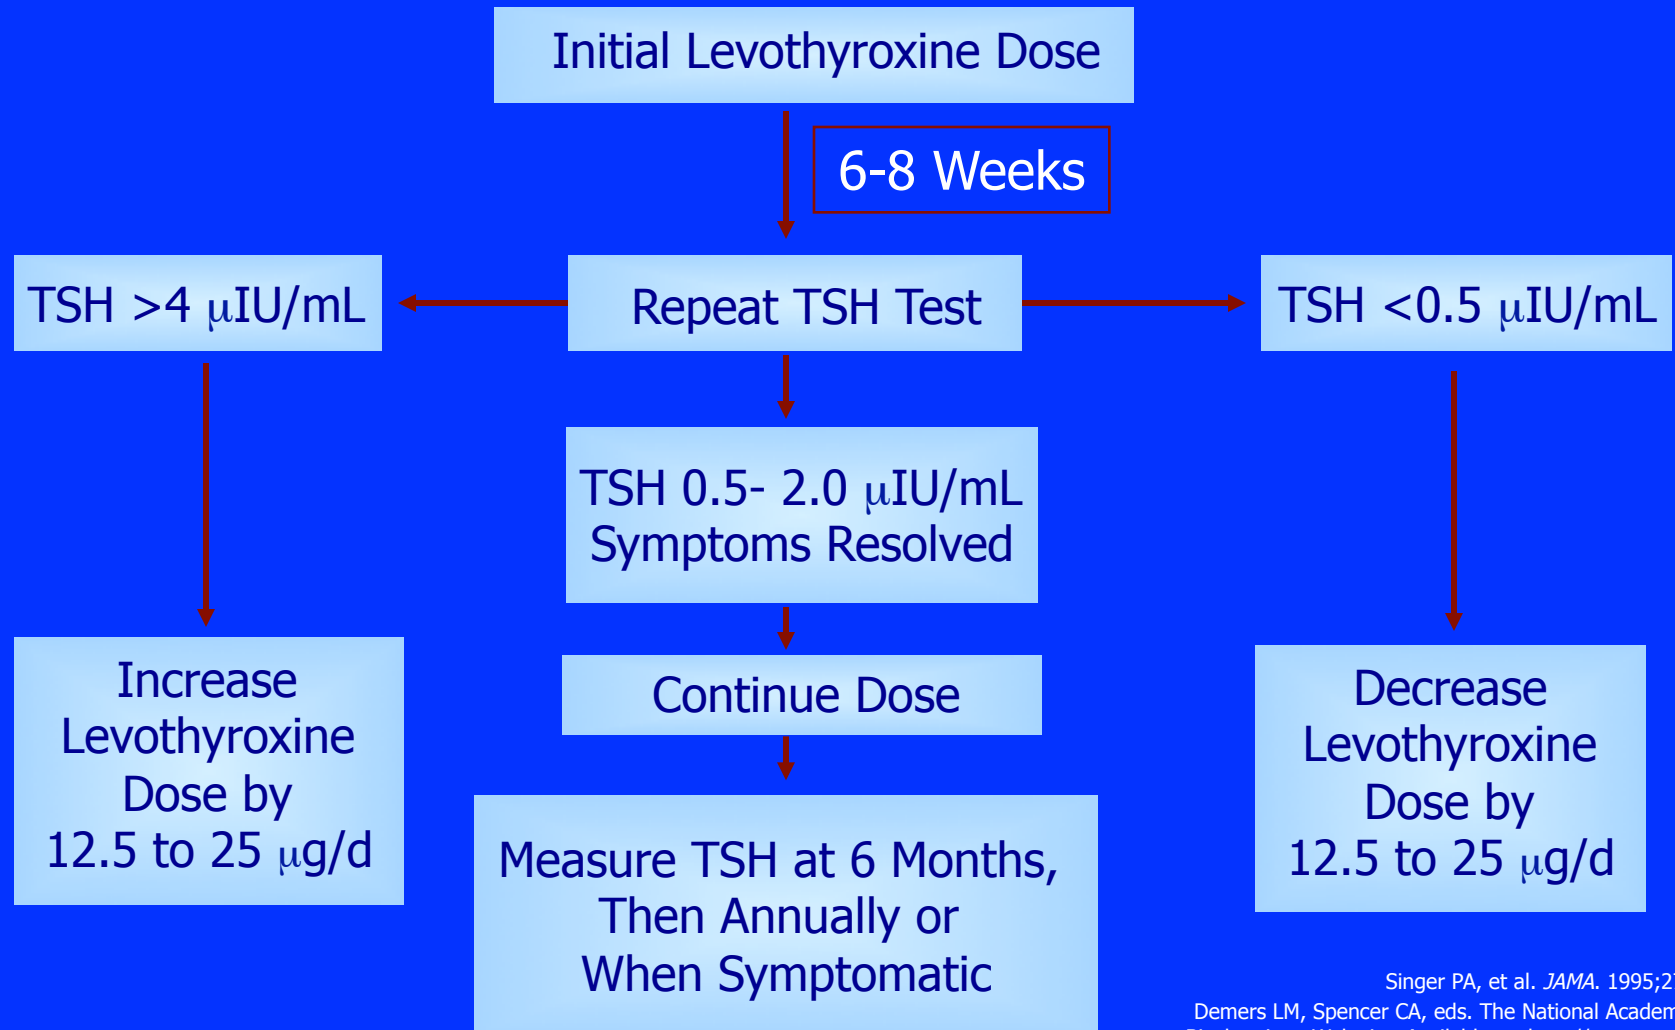 Initial Levothyroxine Dose
6-8 Weeks
TSH >4 μIU/mL
Repeat TSH Test
TSH <0.5 μIU/mL
TSH 0.5- 2.0 μIU/mL
Symptoms Resolved
Increase
Levothyroxine
Dose by
12.5 to 25 μg/d
Continue Dose
Measure TSH at 6 Months,
Then Annually or
When Symptomatic
Decrease
Levothyroxine
Dose by
12.5 to 25 μg/d
Singer PA, et al. JAMA. 1995;27
Demers LM, Spencer CA, eds. The National Academ